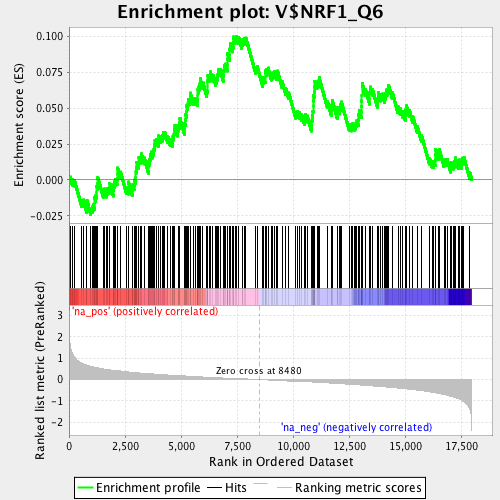 Enrichment plot: V$NRF1_Q6
Enrichment score (ES)
0.100
0.075
0.050
0.025
0.000
-0.025
'na_pos' (positively correlated)
Ranked list metric (PreRanked)
3
2
1
0
-1
-2
Zero cross at 8480
'na_neg' (negatively correlated)
0
2,500
5,000
7,500
10,000
12,500
15,000
17,500
Rank in Ordered Dataset
Enrichment profile
Hits
Ranking metric scores